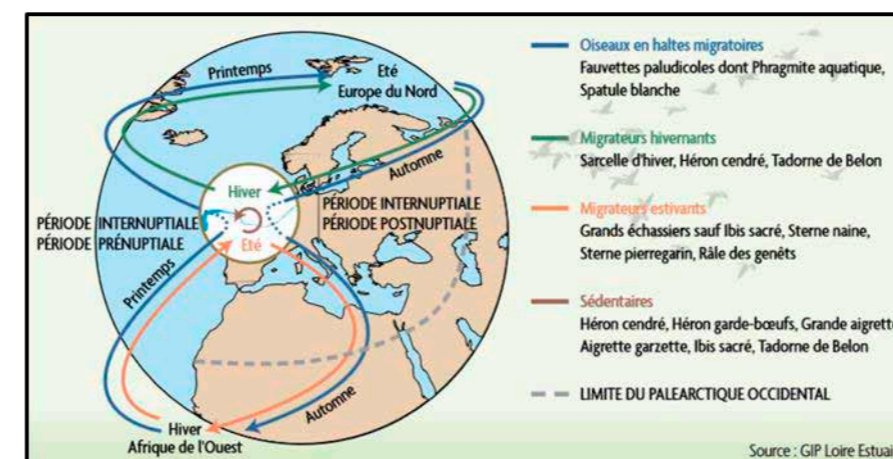 Printemps
Eté
Europe du Nord
Automne
Hiver
PÉRIODE INTERNUPTIALE
PÉRIODE PRÉNUPTIALE
PÉRIODE INTERNUPTIALE
PÉRIODE POSTNUPTIALE
Eté
Printemps
Automne
Hiver
Afrique de l'Ouest
Oiseaux en haltes migratoires
Fauvettes paludicoles dont Phragmite aquatique,
Spatule blanche
Migrateurs hivernants
Sarcelle d'hiver, Héron cendré, Tadorne de Belon
Migrateurs estivants
Grands échassiers sauf Ibis sacré, Sterne naine,
Sterne pierregarin, Râle des genêts
Sédentaires
Héron cendré, Héron garde-bœufs, Grande aigrette
Aigrette garzette, Ibis sacré, Tadorne de Belon
LIMITE DU PALEARCTIQUE OCCIDENTAL
Source : GIP Loire Estuai